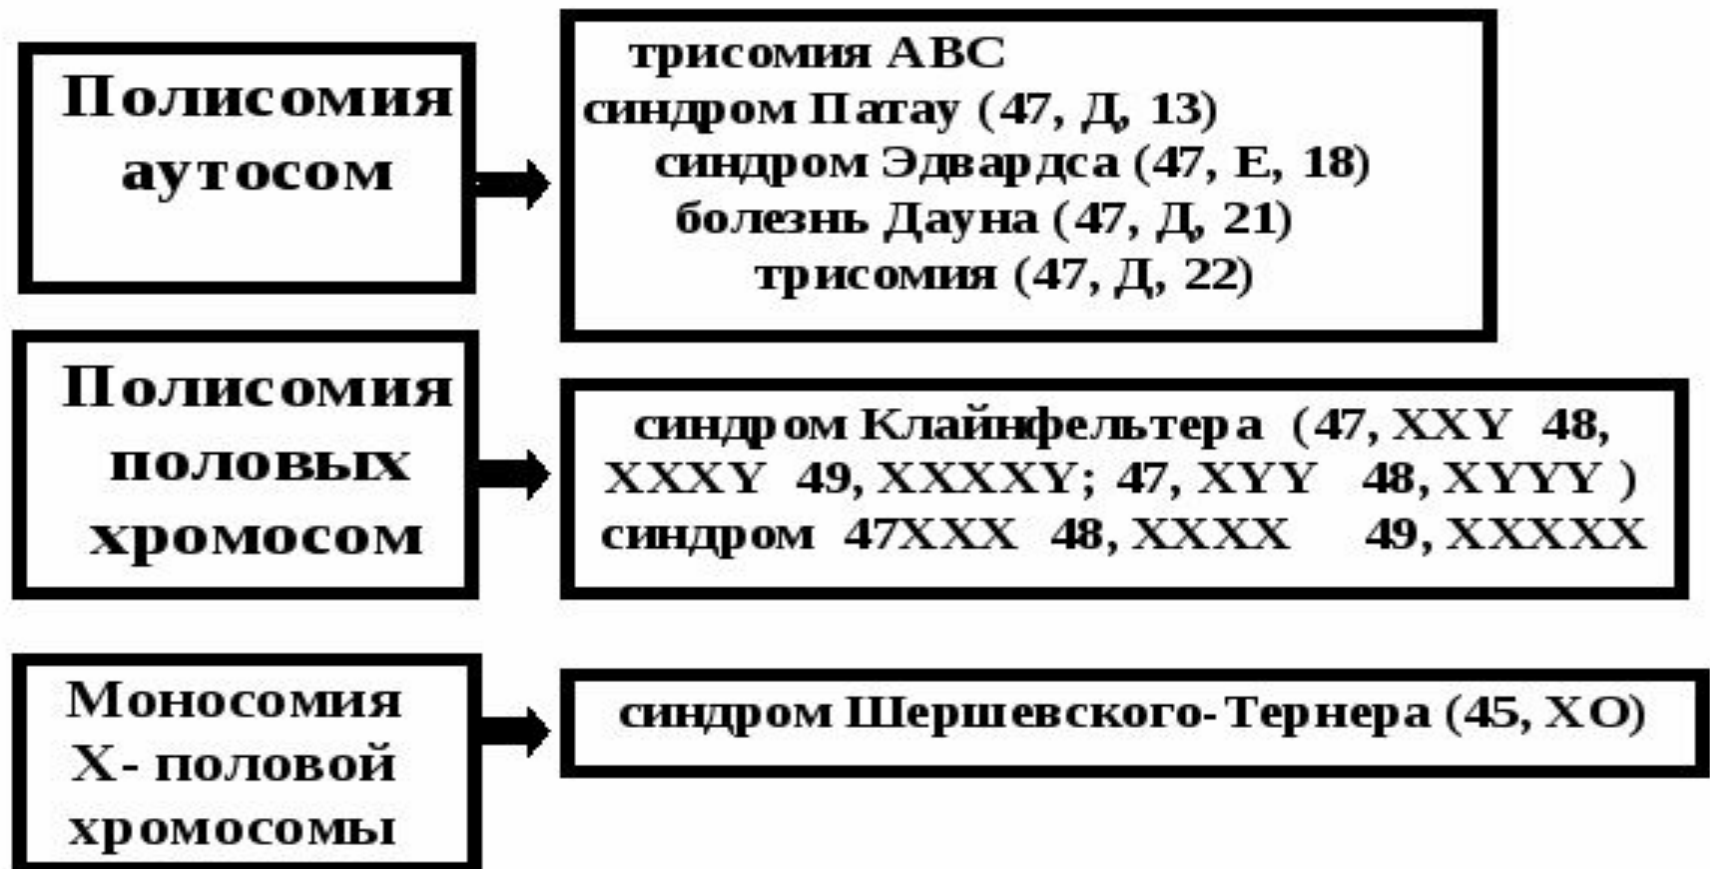 Полисомия
аутосом
трисомия АВС
синдром Патау (47, Д, 13)
синдром Эдвардса (47, Е, 18)
болезнь Дауна (47, Д, 21)
трисомия (47, Д, 22)
Полисомия
половых
хромосом
синдром Клайнфельтера (47, XXY 48,
XXXY 49, XXXXY; 47, XYY 48, XYYY )
синдром 47XXX 48, XXXX 49, XXXXX
Моносомия
Х- половой
хромосомы
синдром Шершевского-Тернера (45, ХО)